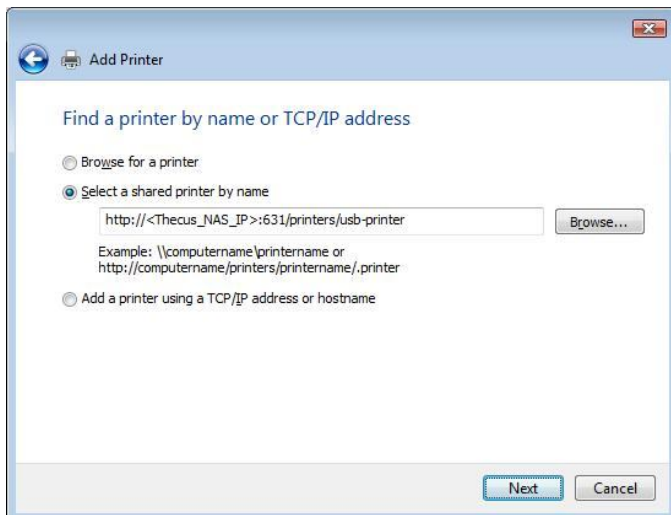 Add Printer
Find a printer by name or TCP/IP address
Browse for a printer
Select a shared printer by name
http://<Thecus_NAS_IP>:631/printers/usb-printer
Browse...
Example: \\computername\printername or
http://computername/printers/printername/.printer
Add a printer using a TCP/IP address or hostname
Next
Cancel